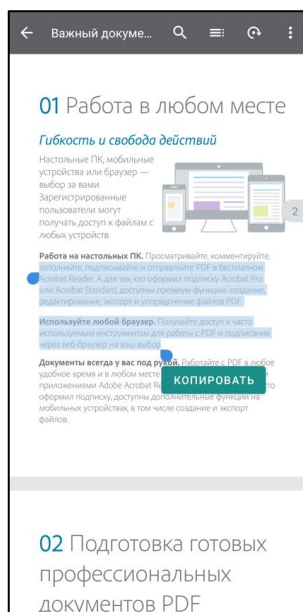 Важный докуме...
01 Работа в любом месте
Гибкость и свобода действий
Настольные ПК, мобильные
устройства или браузер —
выбор за вами.
Зарегистрированные
пользователи могут
получать доступ к файлам с
любых устройств.
2
Работа на настольных ПК. Просматривайте, комментируйте,
заполняйте, подписывайте и отправляйте PDF в бесплатном
Acrobat Reader. А для тех, кто оформил подписку Acrobat Pro
или Acrobat Standard, доступны премиум-функции: создание,
редактирование, экспорт и упорядочение файлов PDF.
Используйте любой браузер. Получайте доступ к часто
используемым инструментам для работы с PDF и подписания
через веб-браузер на ваш выбор.
Документы всегда у вас под рукой. Работайте с PDF в любое
удобное время и в любом месте
приложениями Adobe Acrobat Re
КОПИРОВАТЬ
оформил подписку, доступны дополнительные функции на
мобильных устройствах, в том числе создание и экспорт
файлов.
02 Подготовка готовых
профессиональных
документов PDF